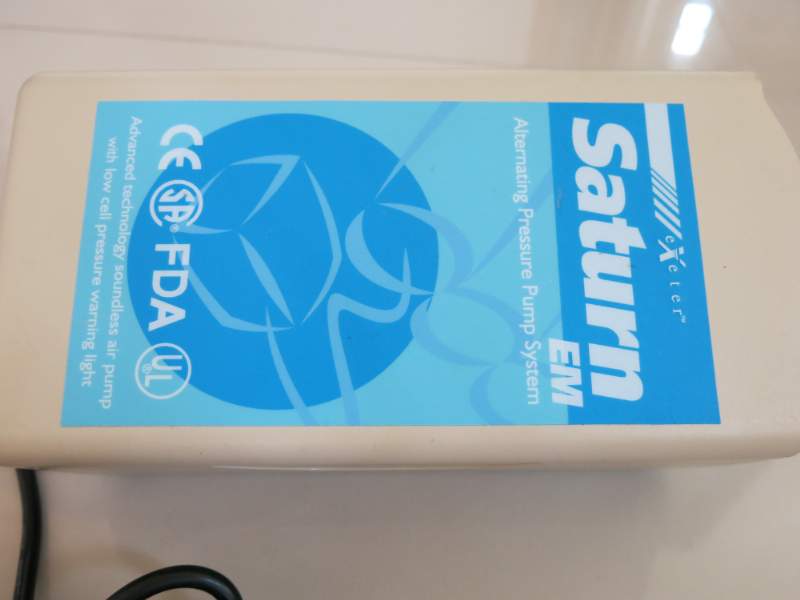 eXeter™
Saturn
EM
Alternating Pressure Pump System
CE SA® FDA UL®
Advanced technology soundless air pump
with low cell pressure warning light